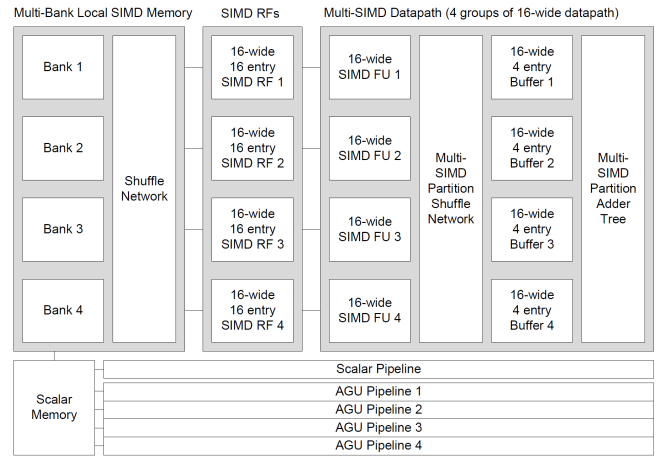 Multi-Bank Local SIMD Memory
SIMD RFs
Multi-SIMD Datapath (4 groups of 16-wide datapath)
Bank 1
Bank 2
Bank 3
Bank 4
Shuffle
Network
16-wide
16 entry
SIMD RF 1
16-wide
16 entry
SIMD RF 2
16-wide
16 entry
SIMD RF 3
16-wide
16 entry
SIMD RF 4
16-wide
SIMD FU 1
16-wide
SIMD FU 2
16-wide
SIMD FU 3
16-wide
SIMD FU 4
Multi-
SIMD
Partition
Shuffle
Network
16-wide
4 entry
Buffer 1
16-wide
4 entry
Buffer 2
16-wide
4 entry
Buffer 3
16-wide
4 entry
Buffer 4
Multi-
SIMD
Partition
Adder
Tree
Scalar
Memory
Scalar Pipeline
AGU Pipeline 1
AGU Pipeline 2
AGU Pipeline 3
AGU Pipeline 4